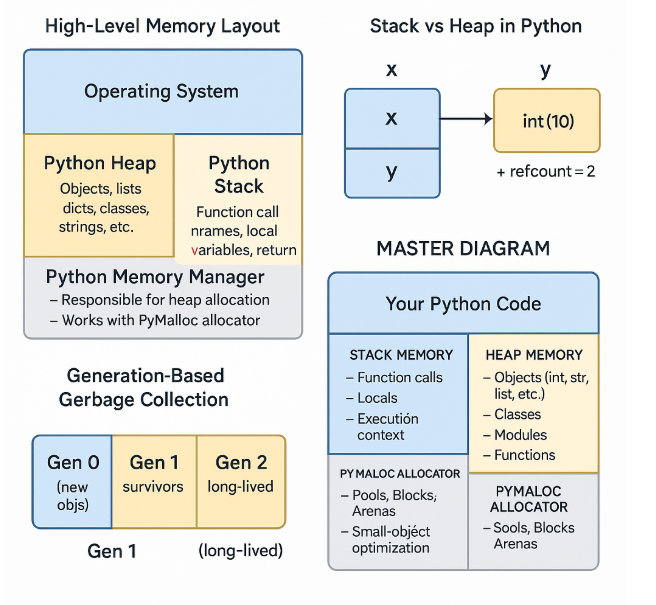 High-Level Memory Layout
Operating System
Python Heap
Objects, lists
dicts, classes,
strings, etc.
Python
Stack
Function call
nrames, local
variables, return
Python Memory Manager
– Responsible for heap allocation
– Works with PyMalloc allocator
Stack vs Heap in Python
x
y
x
y
int(10)
+ refcount = 2
Generation-Based
Gerbage Collection
Gen 0
(new
objs)
Gen 1
survivors
Gen 2
long-lived
Gen 1
(long-lived)
MASTER DIAGRAM
Your Python Code
STACK MEMORY
– Function calls
– Locals
– Executión
context
HEAP MEMORY
– Objects (int, str,
list, etc.)
– Classes
– Modules
– Functions
PYMALOC ALLOCATOR
– Pools, Blocks,
Arenas
– Small-objéct
optimization
PYMALOC
ALLOCATOR
– Sools, Blocks
Arenas